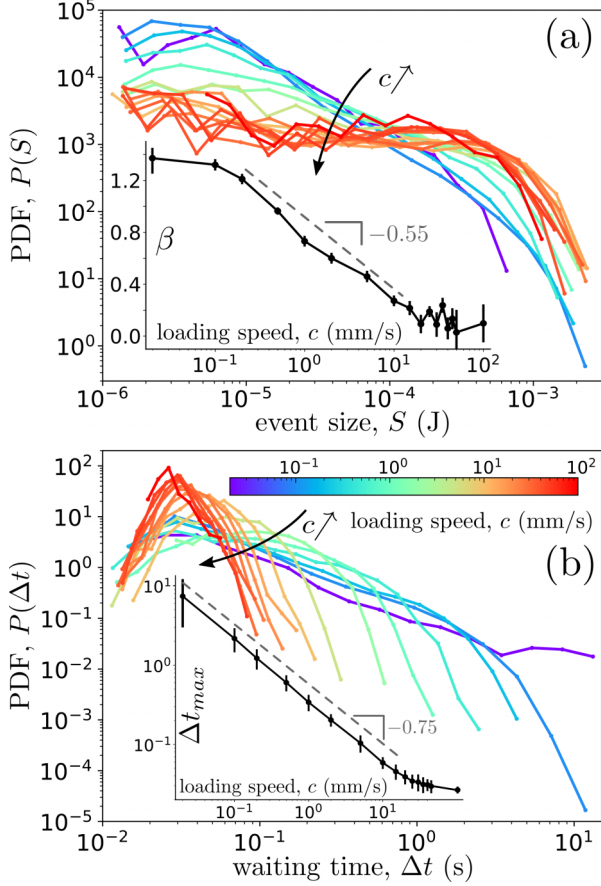 (a)
PDF, P(S)
10^5
10^4
10^3
10^2
10^1
10^0
c↗
β
1.2
0.8
0.4
0.0
−0.55
loading speed, c (mm/s)
10^−1 10^0 10^1 10^2
10^−6 10^−5 10^−4 10^−3
event size, S (J)
(b)
PDF, P(Δt)
10^2
10^1
10^0
10^−1
10^−2
10^−3
10^−4
10^−5
10^−1 10^0 10^1 10^2
c↗ loading speed, c (mm/s)
Δt_max
10^1
10^0
10^−1
−0.75
loading speed, c (mm/s)
10^−1 10^0 10^1
10^−2 10^−1 10^0 10^1
waiting time, Δt (s)